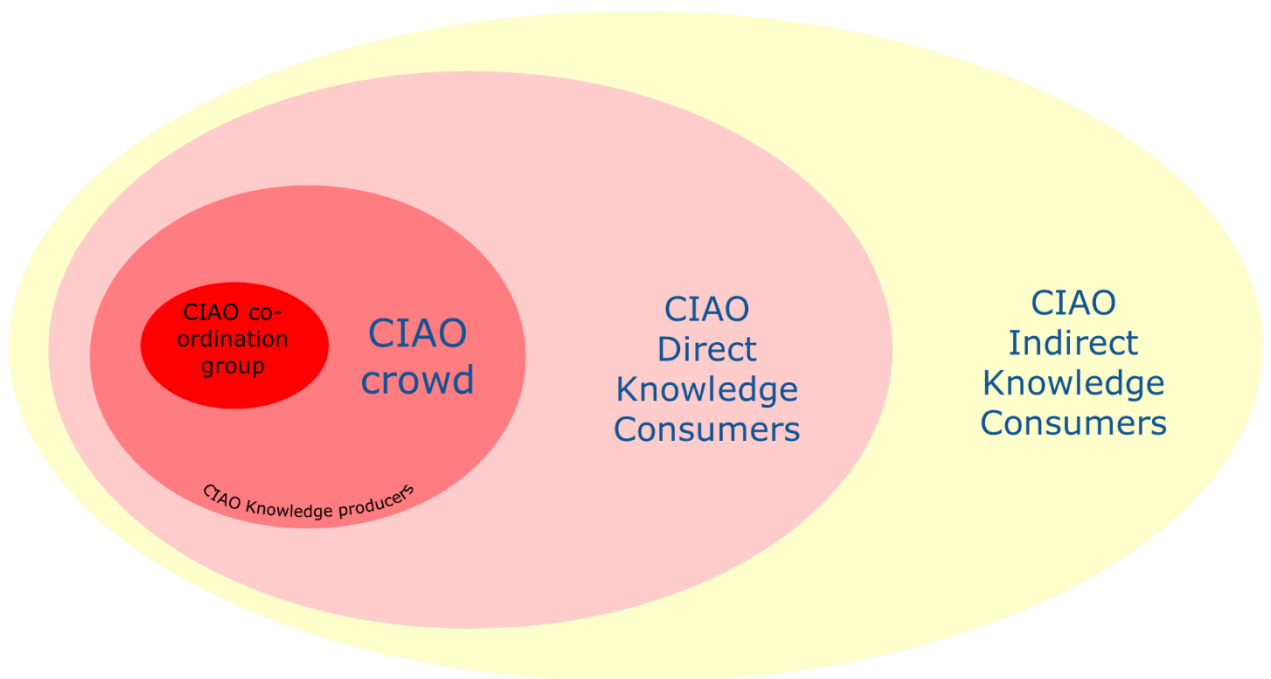 CIAO co-
ordination
group
CIAO
crowd
CIAO Knowledge producers
CIAO
Direct
Knowledge
Consumers
CIAO
Indirect
Knowledge
Consumers